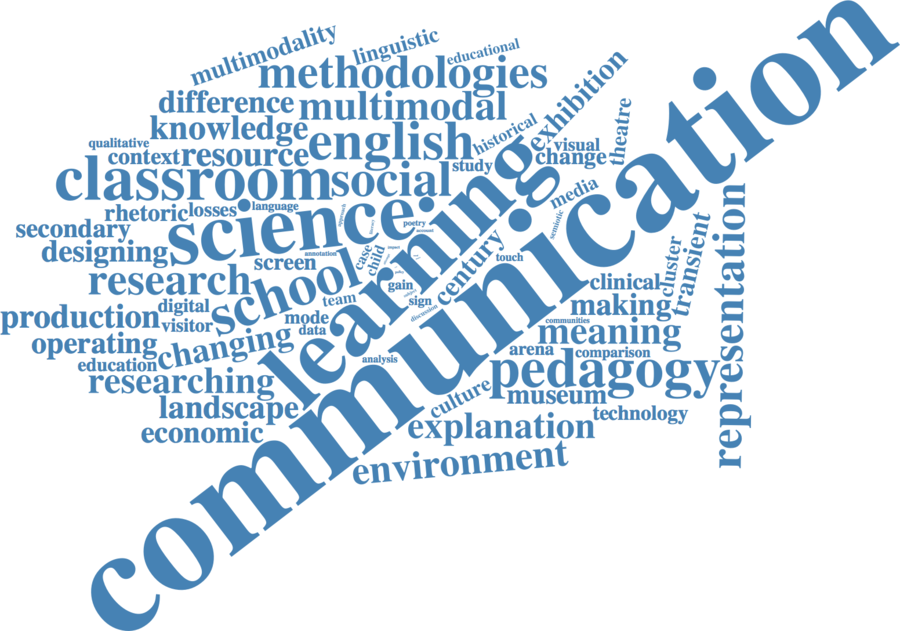 multimodality
linguistic
educational
methodologies
exhibition
communication
difference
multimodal
knowledge
english
historical
theatre
qualitative
context
resource
study
visual
change
classroom
social
learning
media
rhetoric
losses
language
science
poetry
semiotic
secondary
designing
annotation
case
child
century
touch
representation
research
screen
school
gain
clinical
cluster
transient
digital
team
sign
making
production
visitor
mode
data
discussion
communities
meaning
operating
changing
arena
comparison
education
analysis
pedagogy
researching
culture
museum
landscape
technology
economic
explanation
environment